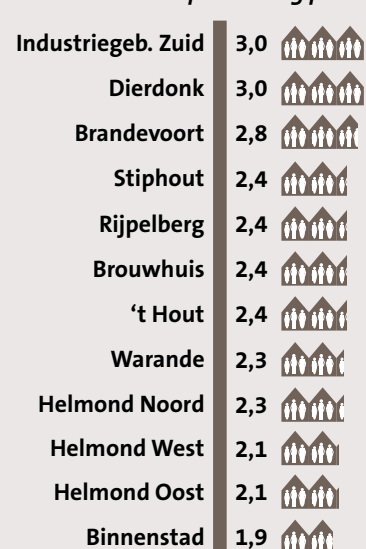 Industriegeb. Zuid 3,0
Dierdonk 3,0
Brandevoort 2,8
Stiphout 2,4
Rijpelberg 2,4
Brouwhuis 2,4
‘t Hout 2,4
Warande 2,3
Helmond Noord 2,3
Helmond West 2,1
Helmond Oost 2,1
Binnenstad 1,9